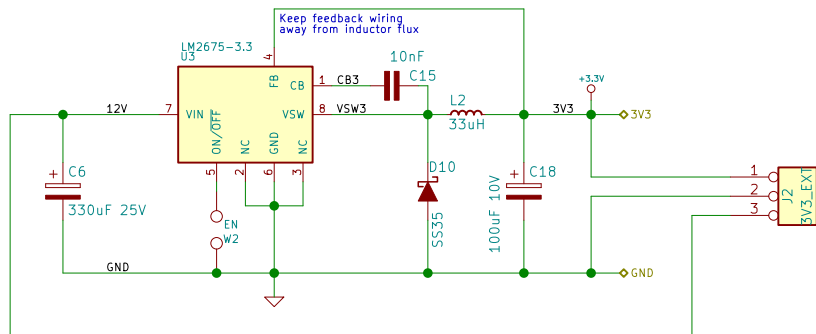 Keep feedback wiring
away from inductor flux
LM2675-3.3
U3
4
10nF
C15
+3.3V
FB
CB
1
CB3
L2
12V
7
VIN
VSW
8
VSW3
3V3
3V3
33uH
ON/OFF
NC
GND
NC
C6
330uF 25V
5
2
6
3
D10
SS35
C18
100uF 10V
1
2
3
J2
3V3_EXT
EN
W2
GND
GND
+
+